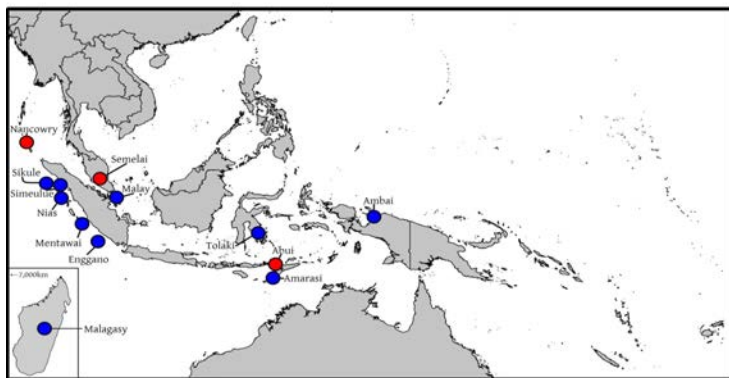 Nancowry
Semelai
Sikule
Malay
Simeulue
Ambai
Nias
Tolaki
Abui
Mentawai
Enggano
Amarasi
←7,000km
Malagasy